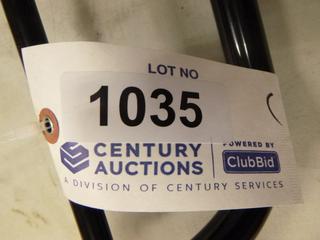 LOT NO
1035
CENTURY AUCTIONS
POWERED BY
ClubBid
A DIVISION OF CENTURY SERVICES